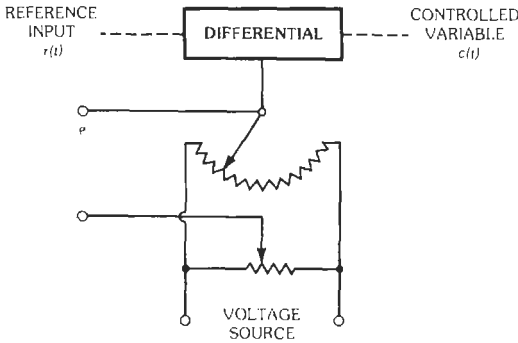 REFERENCE
INPUT
r(t)
DIFFERENTIAL
CONTROLLED
VARIABLE
c(t)
e
VOLTAGE
SOURCE